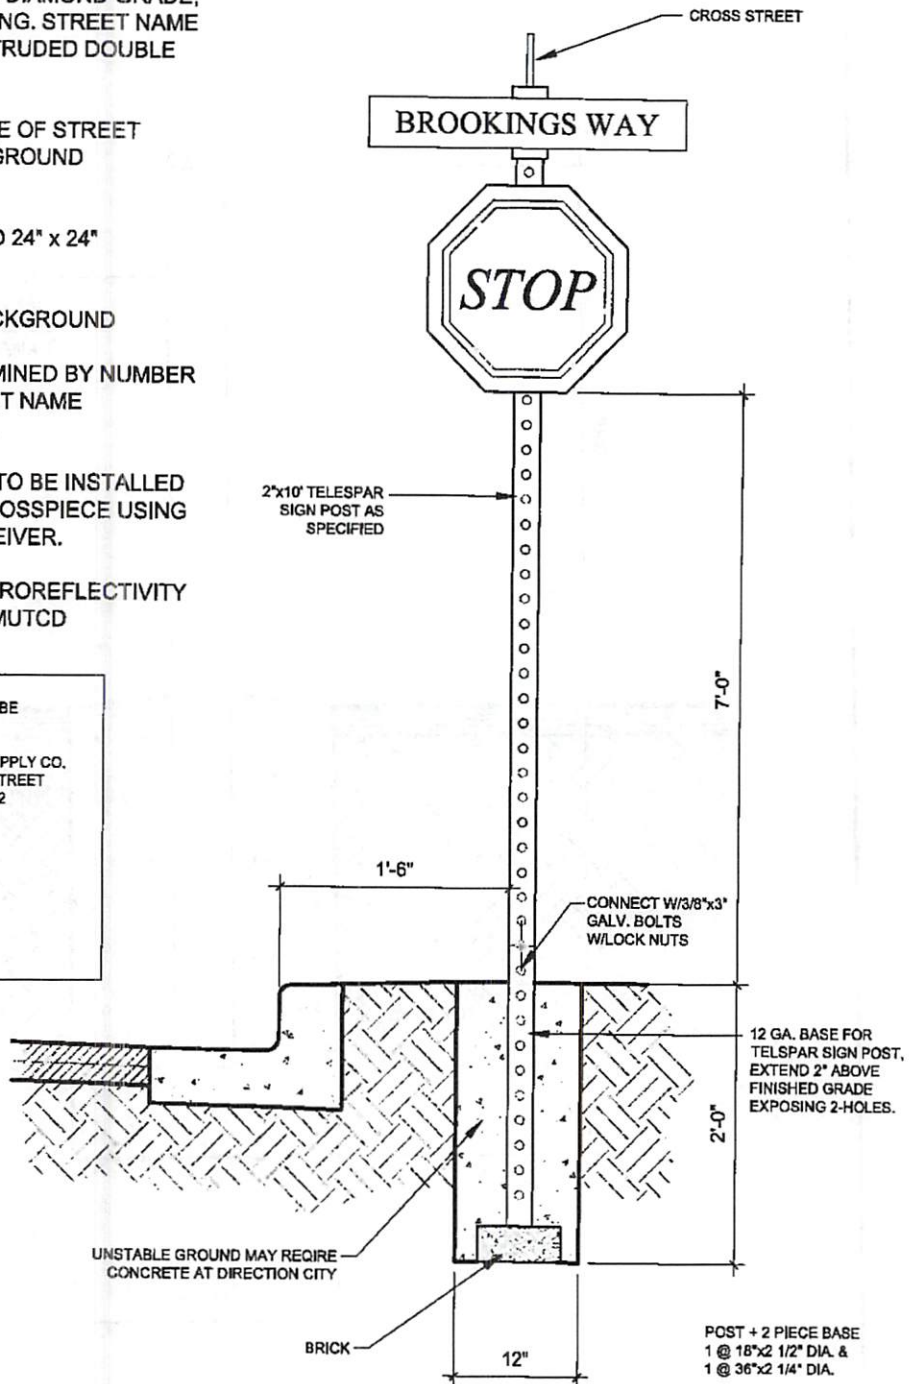 DIAMOND GRADE,
NG. STREET NAME
TRUDED DOUBLE
E OF STREET
GROUND
24" x 24"
CKGROUND
MINED BY NUMBER
T NAME
TO BE INSTALLED
OSSPIECE USING
EIVER.
ROREFLECTIVITY
MUTCD
BE
PPLY CO.
TREET
2
CROSS STREET
BROOKINGS WAY
STOP
2"x10' TELESPAR
SIGN POST AS
SPECIFIED
7'-0"
1'-6"
CONNECT W/3/8"x3"
GALV. BOLTS
W/LOCK NUTS
12 GA. BASE FOR
TELSPAR SIGN POST,
EXTEND 2" ABOVE
FINISHED GRADE
EXPOSING 2-HOLES.
2'-0"
UNSTABLE GROUND MAY REQIRE
CONCRETE AT DIRECTION CITY
BRICK
12"
POST + 2 PIECE BASE
1 @ 18"x2 1/2" DIA. &
1 @ 36"x2 1/4" DIA.